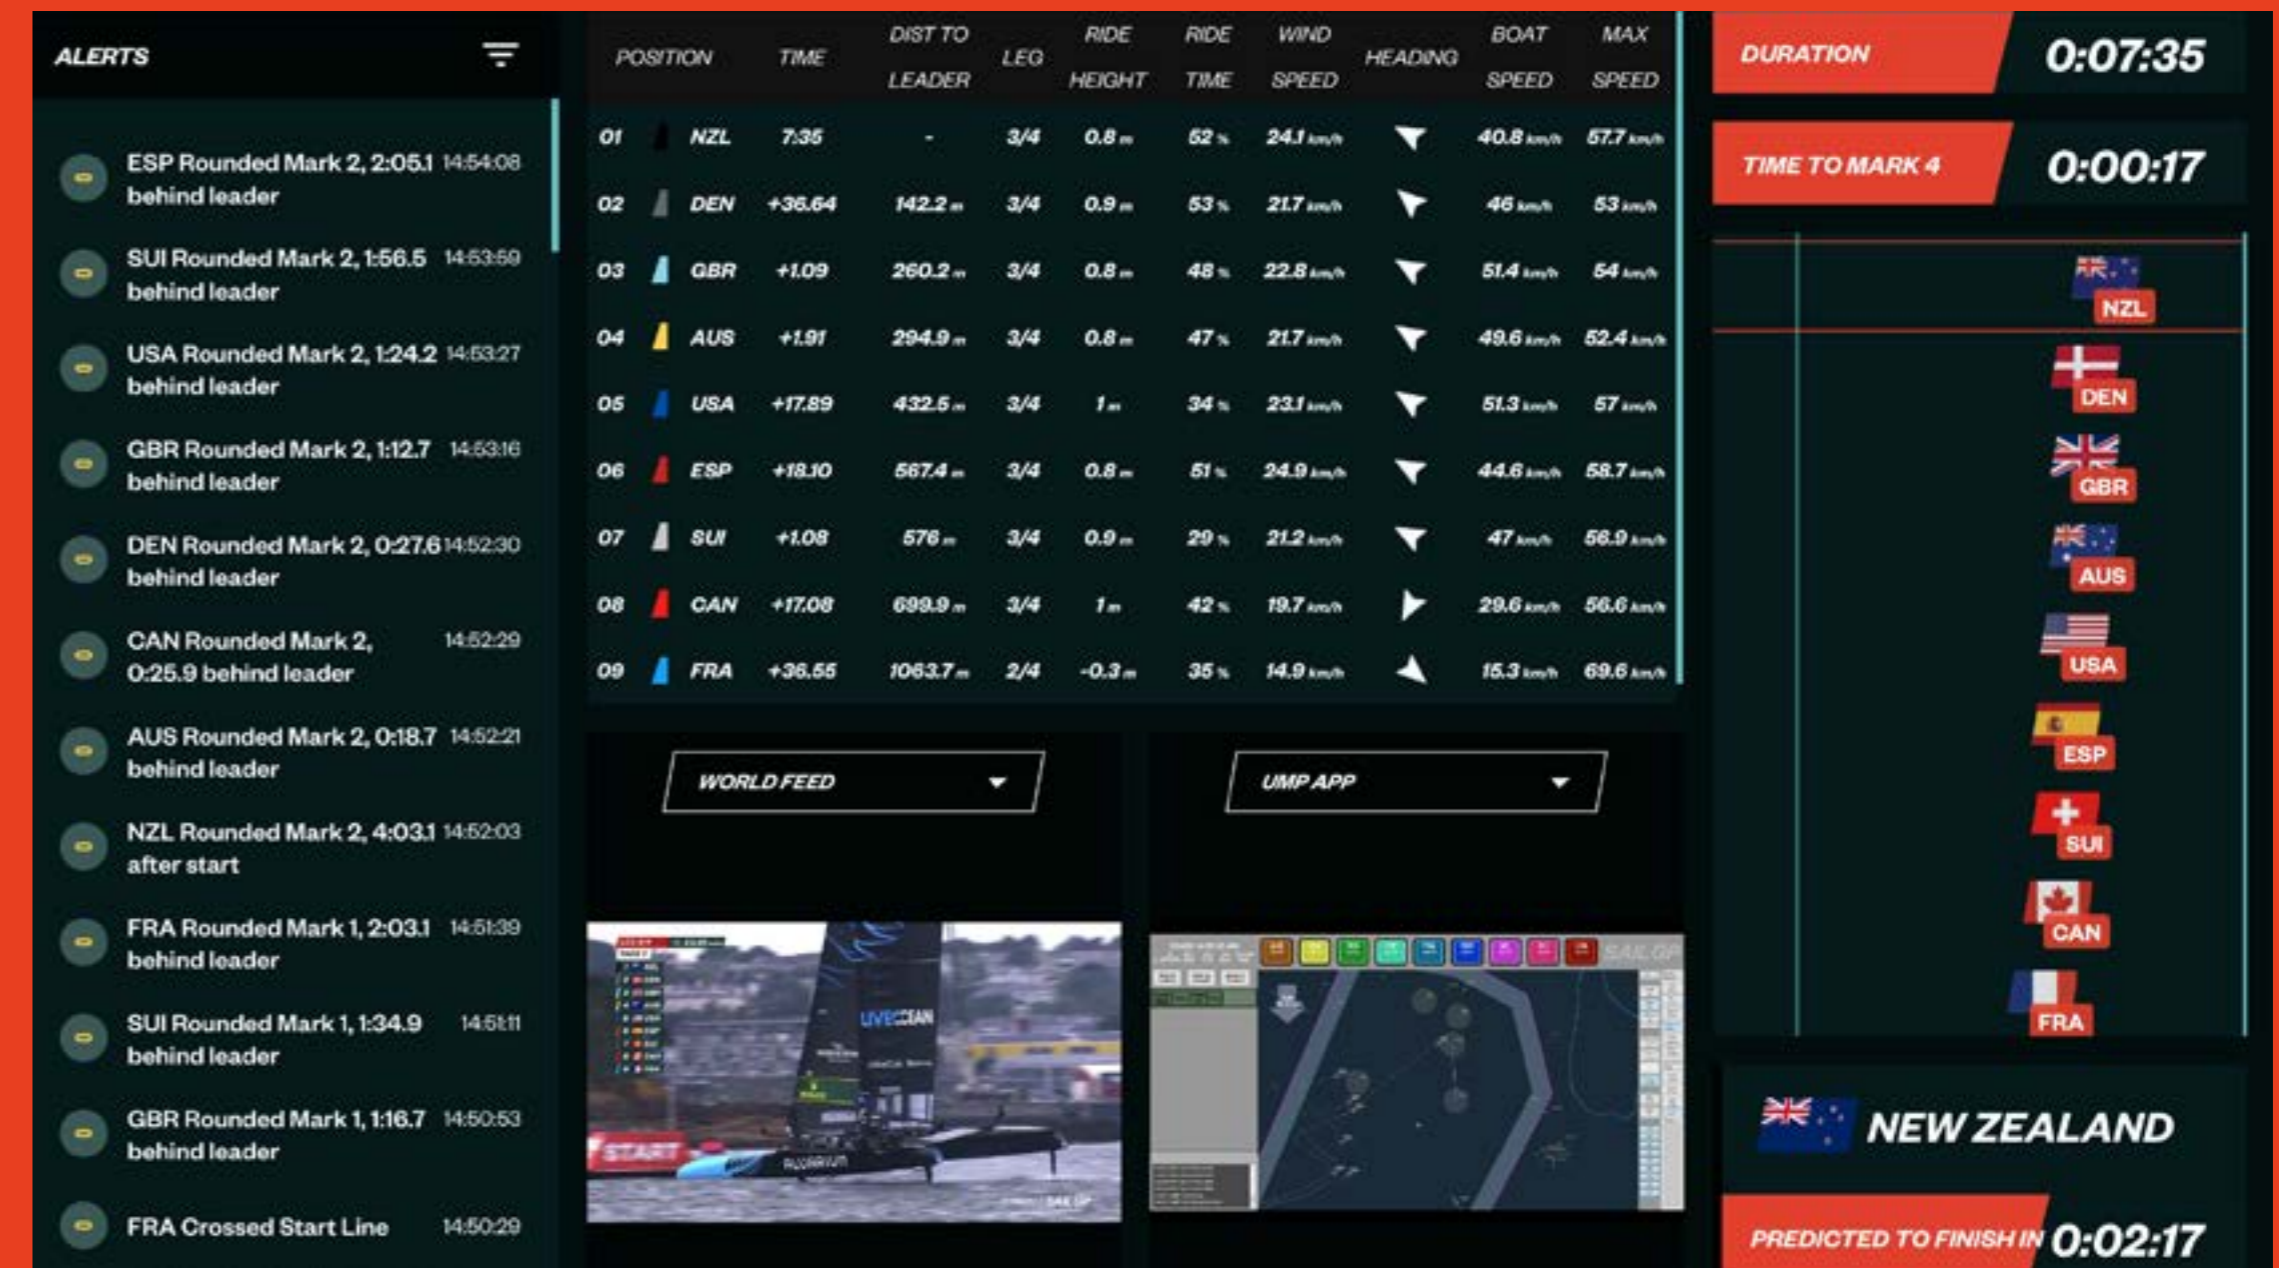 ALERTS
ESP Rounded Mark 2, 2:05.1 14:54:08
behind leader
SUI Rounded Mark 2, 1:56.5 14:53:59
behind leader
USA Rounded Mark 2, 1:24.2 14:53:27
behind leader
GBR Rounded Mark 2, 1:12.7 14:53:16
behind leader
DEN Rounded Mark 2, 0:27.6 14:52:30
behind leader
CAN Rounded Mark 2, 14:52:29
0:25.9 behind leader
AUS Rounded Mark 2, 0:18.7 14:52:21
behind leader
NZL Rounded Mark 2, 4:03.1 14:52:03
after start
FRA Rounded Mark 1, 2:03.1 14:51:39
behind leader
SUI Rounded Mark 1, 1:34.9 14:51:11
behind leader
GBR Rounded Mark 1, 1:16.7 14:50:53
behind leader
FRA Crossed Start Line 14:50:29
POSITION TIME DIST TO LEADER LEG RIDE HEIGHT RIDE TIME WIND SPEED HEADING BOAT SPEED MAX SPEED
01 NZL 7:35 - 3/4 0.8 m 52 % 24.1 km/h 40.8 km/h 57.7 km/h
02 DEN +36.64 142.2 m 3/4 0.9 m 53 % 21.7 km/h 46 km/h 53 km/h
03 GBR +1.09 260.2 m 3/4 0.8 m 48 % 22.8 km/h 51.4 km/h 54 km/h
04 AUS +1.91 294.9 m 3/4 0.8 m 47 % 21.7 km/h 49.6 km/h 52.4 km/h
05 USA +17.89 432.5 m 3/4 1 m 34 % 23.1 km/h 51.3 km/h 57 km/h
06 ESP +18.10 567.4 m 3/4 0.8 m 51 % 24.9 km/h 44.6 km/h 58.7 km/h
07 SUI +1.08 576 m 3/4 0.9 m 29 % 21.2 km/h 47 km/h 56.9 km/h
08 CAN +17.08 699.9 m 3/4 1 m 42 % 19.7 km/h 29.6 km/h 56.6 km/h
09 FRA +36.55 1063.7 m 2/4 -0.3 m 35 % 14.9 km/h 15.3 km/h 69.6 km/h
WORLD FEED
UMP APP
START
SAIL GP
DURATION 0:07:35
TIME TO MARK 4 0:00:17
NZL
DEN
GBR
AUS
USA
ESP
SUI
CAN
FRA
NEW ZEALAND
PREDICTED TO FINISH IN 0:02:17